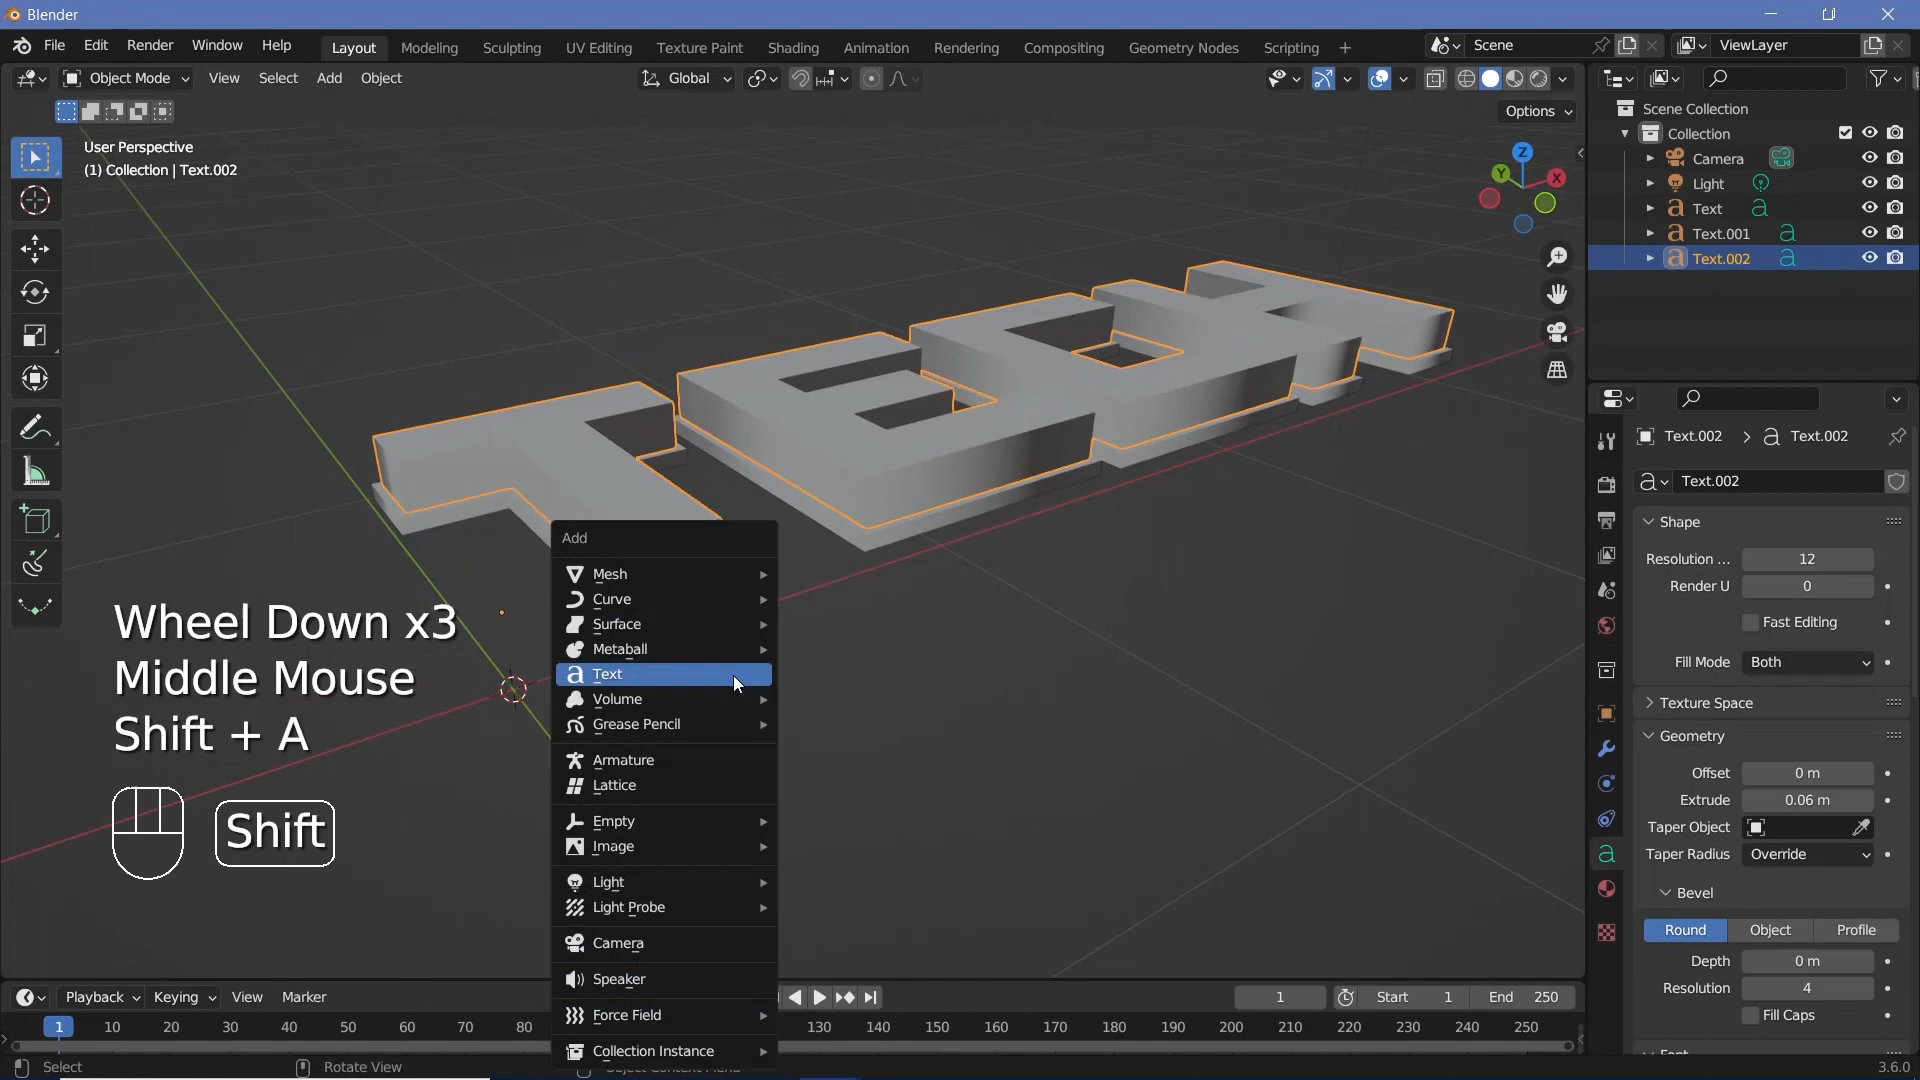 Blender
File Edit Render Window Help
Layout Modeling Sculpting UV Editing Texture Paint Shading Animation Rendering Compositing Geometry Nodes Scripting +
Scene
ViewLayer
Object Mode View Select Add Object
Global
Options
User Perspective
(1) Collection | Text.002
Z
Y
X
Scene Collection
Collection
Camera
Light
Text
Text.001
Text.002
Text.002 > Text.002
Text.002
Shape
Resolution ... 12
Render U 0
Fast Editing
Fill Mode Both
Texture Space
Geometry
Offset 0 m
Extrude 0.06 m
Taper Object
Taper Radius Override
Bevel
Round Object Profile
Depth 0 m
Resolution 4
Fill Caps
TECH
Add
Mesh
Curve
Surface
Metaball
Text
Volume
Grease Pencil
Armature
Lattice
Empty
Image
Light
Light Probe
Camera
Speaker
Force Field
Collection Instance
Wheel Down x3
Middle Mouse
Shift + A
Shift
Playback Keying View Marker
1 Start 1 End 250
1 10 20 30 40 50 60 70 80 130 140 150 160 170 180 190 200 210 220 230 240 250
Select Rotate View
3.6.0